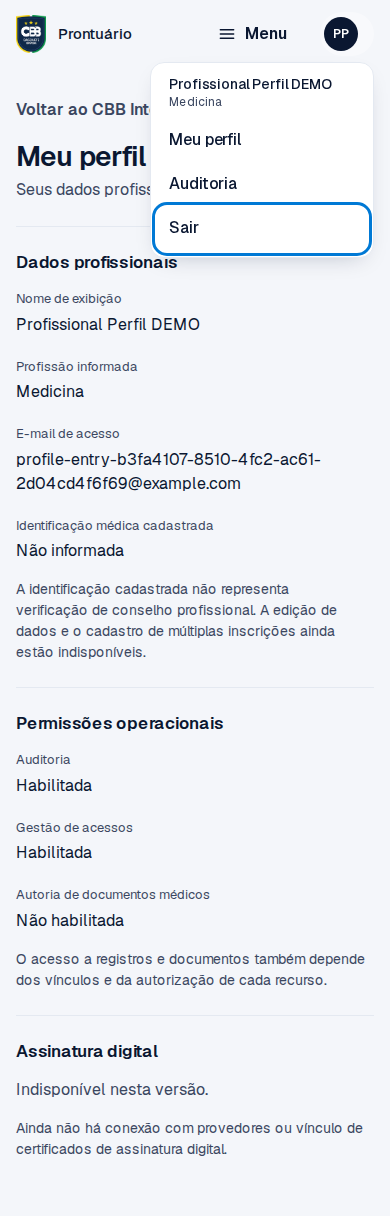 CBB
Prontuário
Menu
PP
Profissional Perfil DEMO
Medicina
Meu perfil
Auditoria
Sair
Voltar ao CBB Int
Meu perfil
Seus dados profiss
Dados profissionais
Nome de exibição
Profissional Perfil DEMO
Profissão informada
Medicina
E-mail de acesso
profile-entry-b3fa4107-8510-4fc2-ac61-
2d04cd4f6f69@example.com
Identificação médica cadastrada
Não informada
A identificação cadastrada não representa
verificação de conselho profissional. A edição de
dados e o cadastro de múltiplas inscrições ainda
estão indisponíveis.
Permissões operacionais
Auditoria
Habilitada
Gestão de acessos
Habilitada
Autoria de documentos médicos
Não habilitada
O acesso a registros e documentos também depende
dos vínculos e da autorização de cada recurso.
Assinatura digital
Indisponível nesta versão.
Ainda não há conexão com provedores ou vínculo de
certificados de assinatura digital.